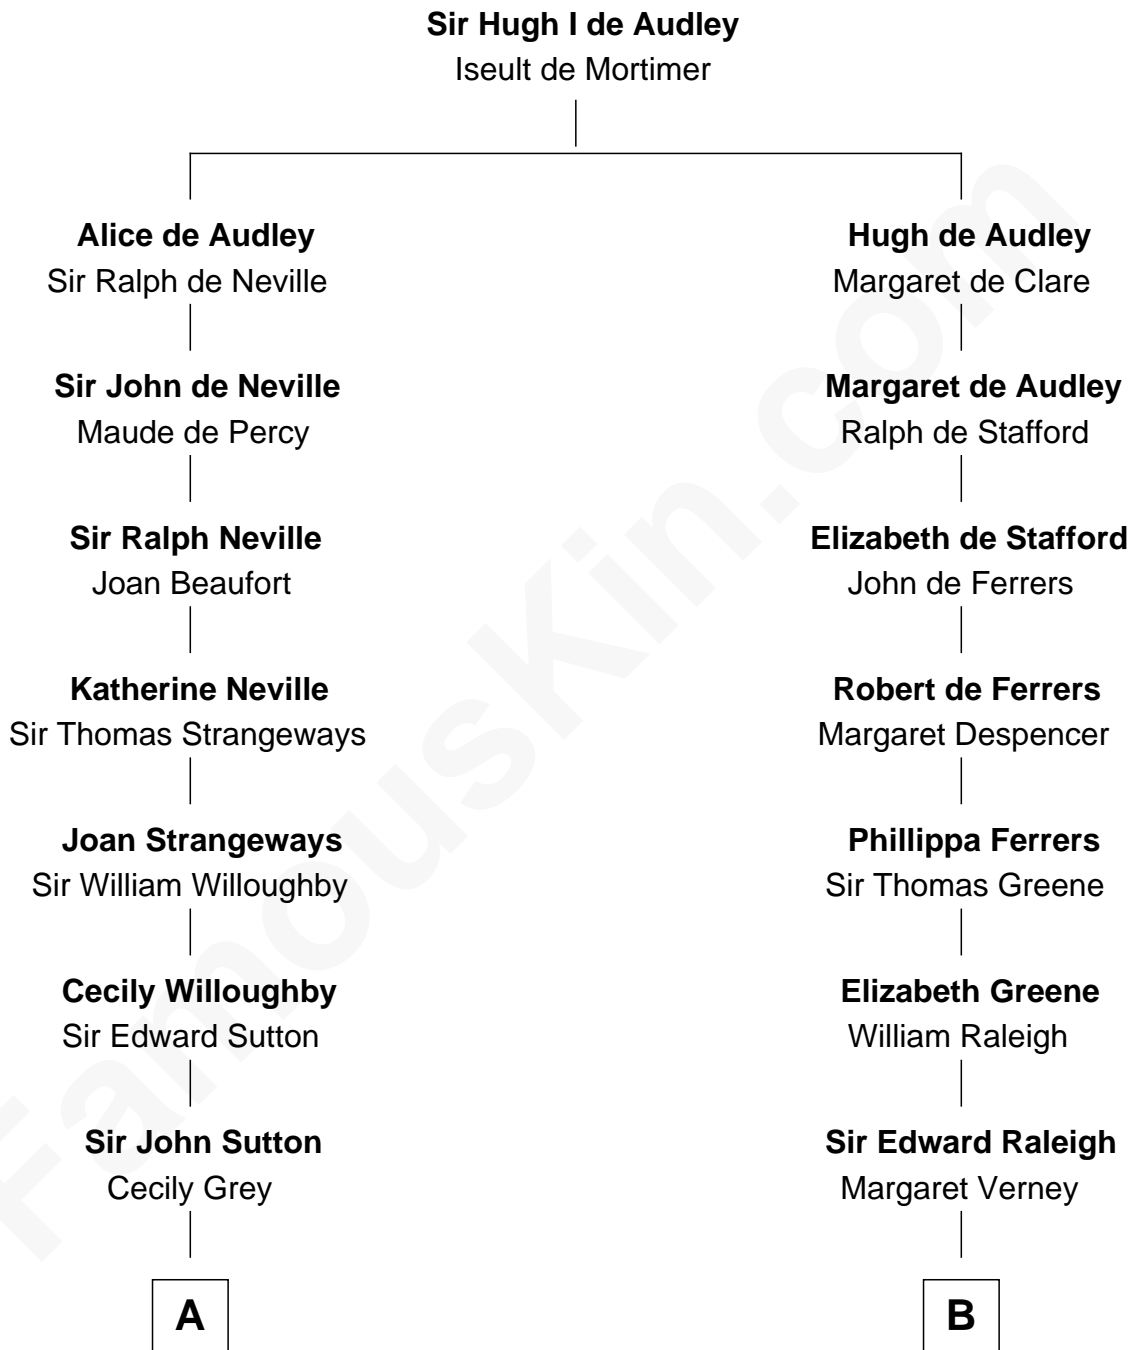 Sir Hugh I de Audley
Iseult de Mortimer
Alice de Audley
Sir Ralph de Neville
Hugh de Audley
Margaret de Clare
Sir John de Neville
Maude de Percy
Margaret de Audley
Ralph de Stafford
Sir Ralph Neville
Joan Beaufort
Elizabeth de Stafford
John de Ferrers
Katherine Neville
Sir Thomas Strangeways
Robert de Ferrers
Margaret Despencer
Joan Strangeways
Sir William Willoughby
Phillippa Ferrers
Sir Thomas Greene
Cecily Willoughby
Sir Edward Sutton
Elizabeth Greene
William Raleigh
Sir John Sutton
Cecily Grey
Sir Edward Raleigh
Margaret Verney
A
B
FamousKin.com